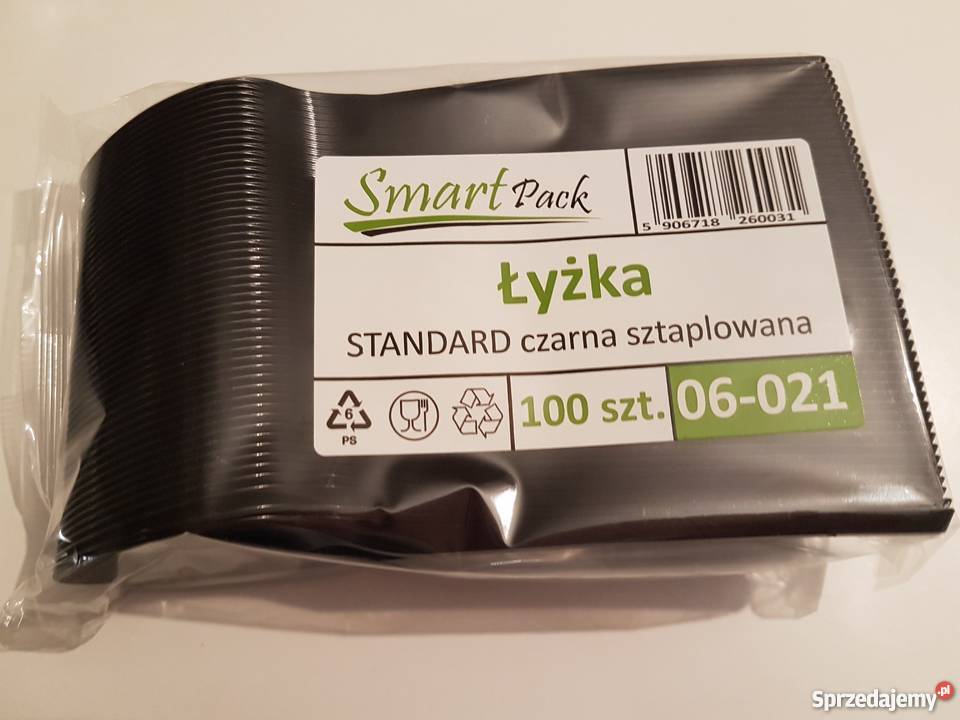 Smart Pack
5 906718 260031
Łyżka
STANDARD czarna sztaplowana
6
PS
100 szt.
06-021
Sprzedajemy.pl